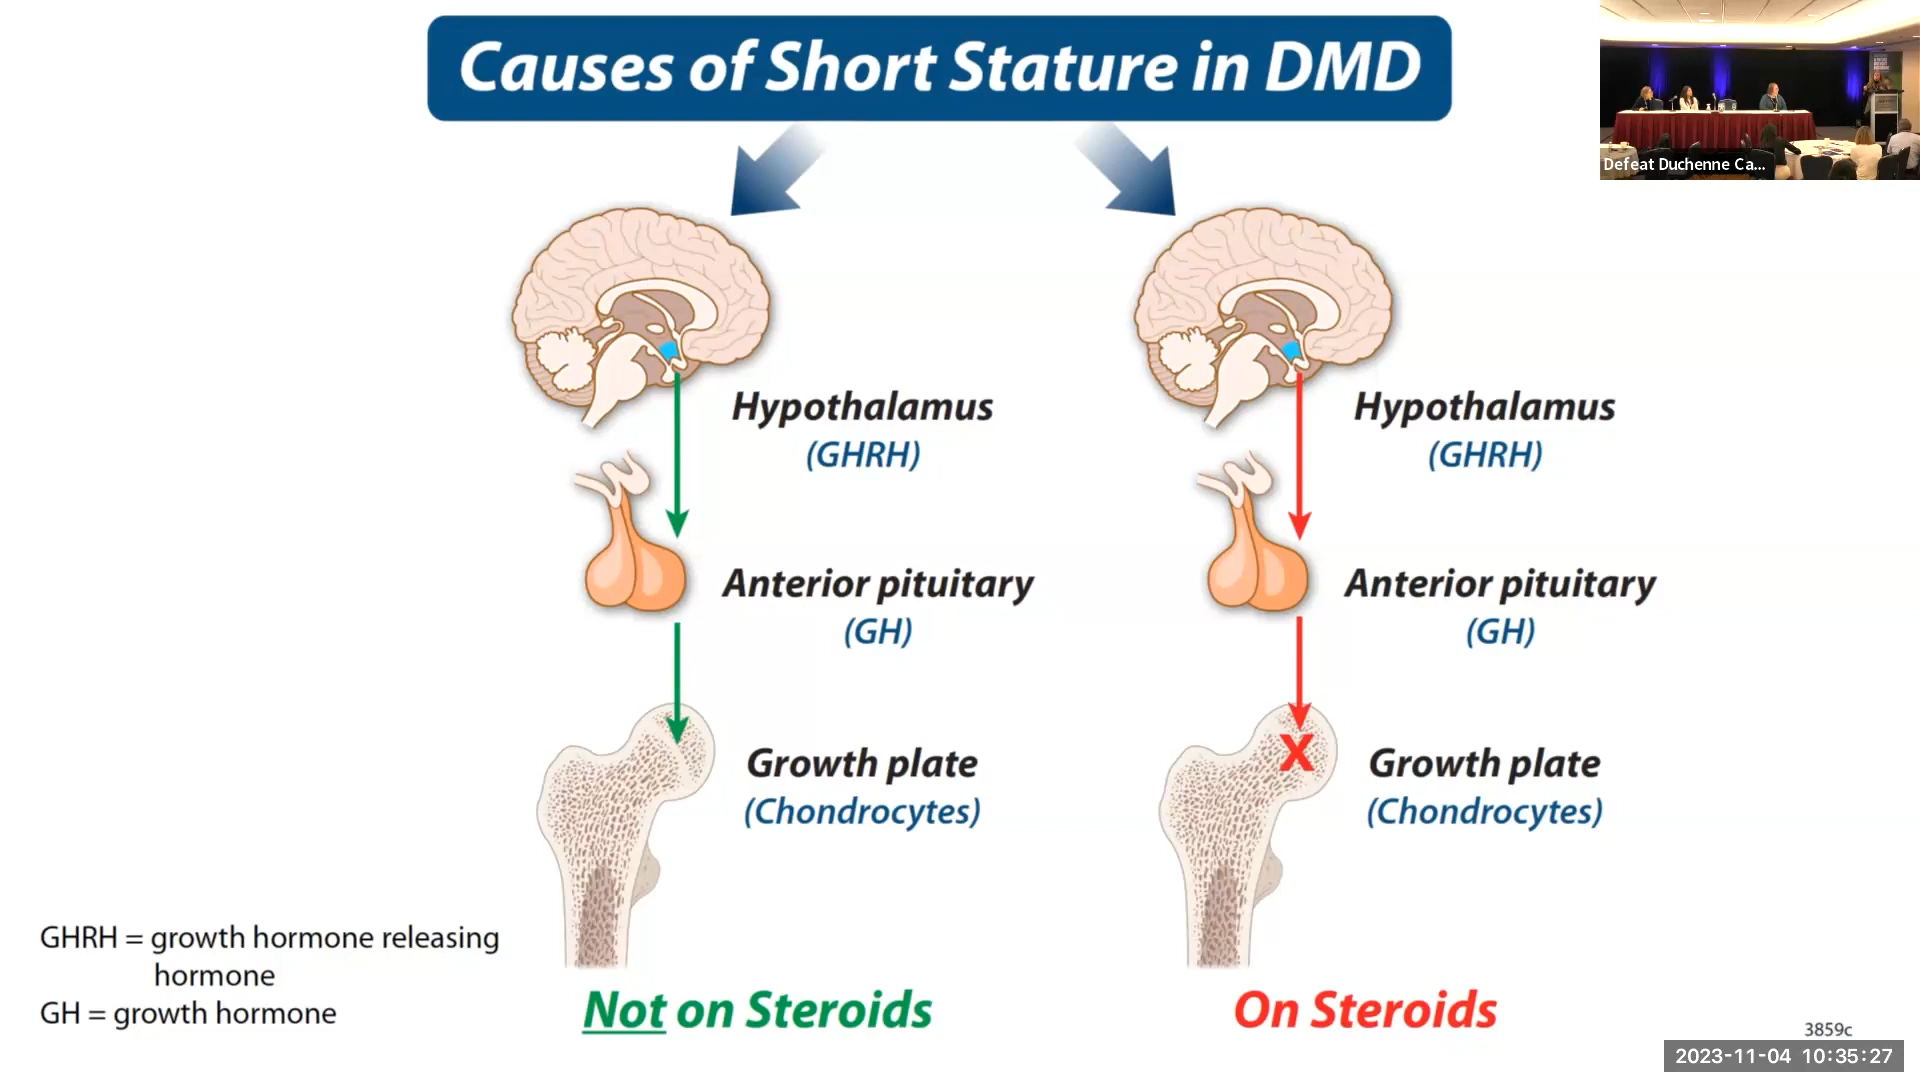 Causes of Short Stature in DMD
Defeat Duchenne Ca...
Hypothalamus
(GHRH)
Anterior pituitary
(GH)
Growth plate
(Chondrocytes)
Not on Steroids
Hypothalamus
(GHRH)
Anterior pituitary
(GH)
X
Growth plate
(Chondrocytes)
On Steroids
GHRH = growth hormone releasing
hormone
GH = growth hormone
3859c
2023-11-04 10:35:27